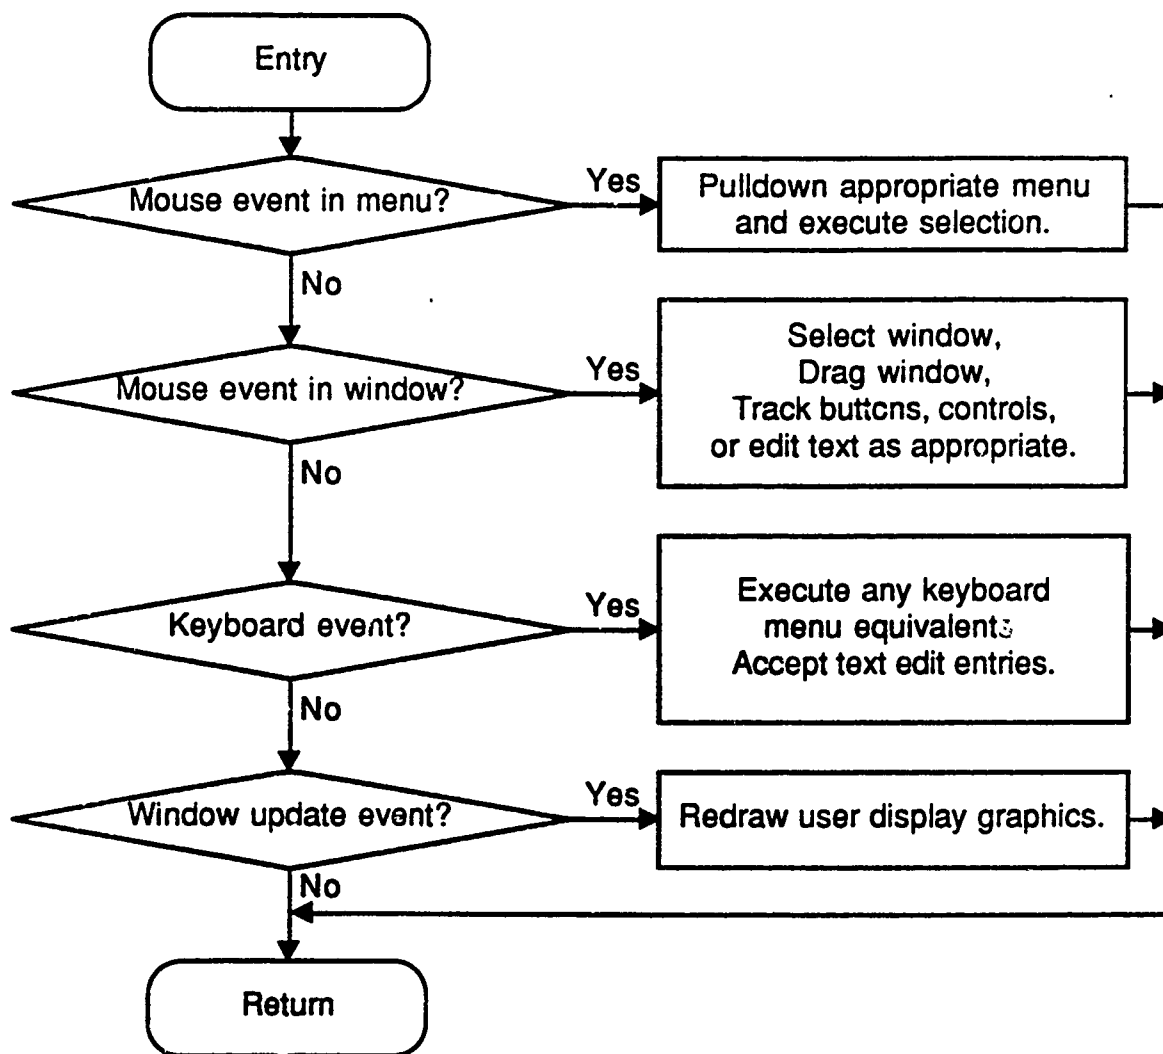 Entry
Mouse event in menu?
Yes
Pulldown appropriate menu
and execute selection.
No
Mouse event in window?
Yes
Select window,
Drag window,
Track buttons, controls,
or edit text as appropriate.
No
Keyboard event?
Yes
Execute any keyboard
menu equivalents
Accept text edit entries.
No
Window update event?
Yes
Redraw user display graphics.
No
Return